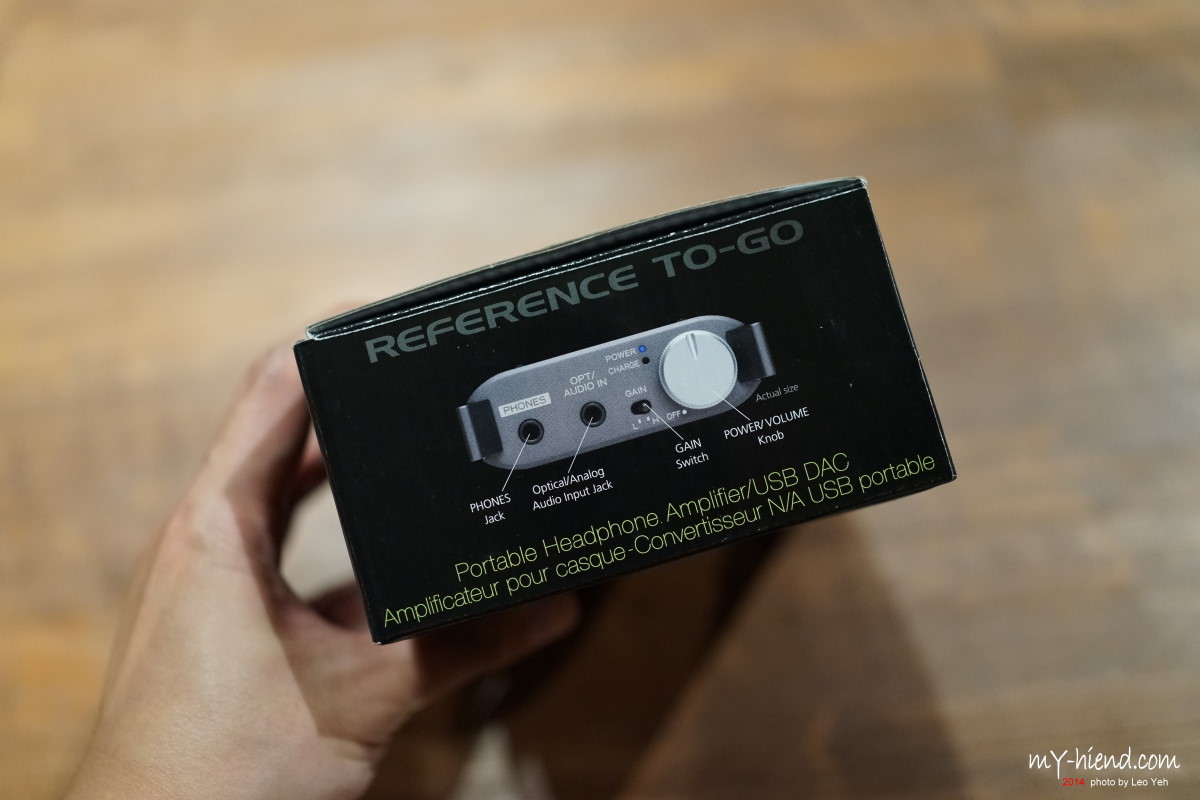 REFERENCE TO-GO
POWER
CHARGE
OPT/
AUDIO IN
PHONES
GAIN
L H OFF
Actual size
PHONES
Jack
Optical/Analog
Audio Input Jack
GAIN
Switch
POWER/VOLUME
Knob
Portable Headphone Amplifier/USB DAC
Amplificateur pour casque-Convertisseur N/A USB portable
my-hiend.com
2014 photo by Leo Yeh